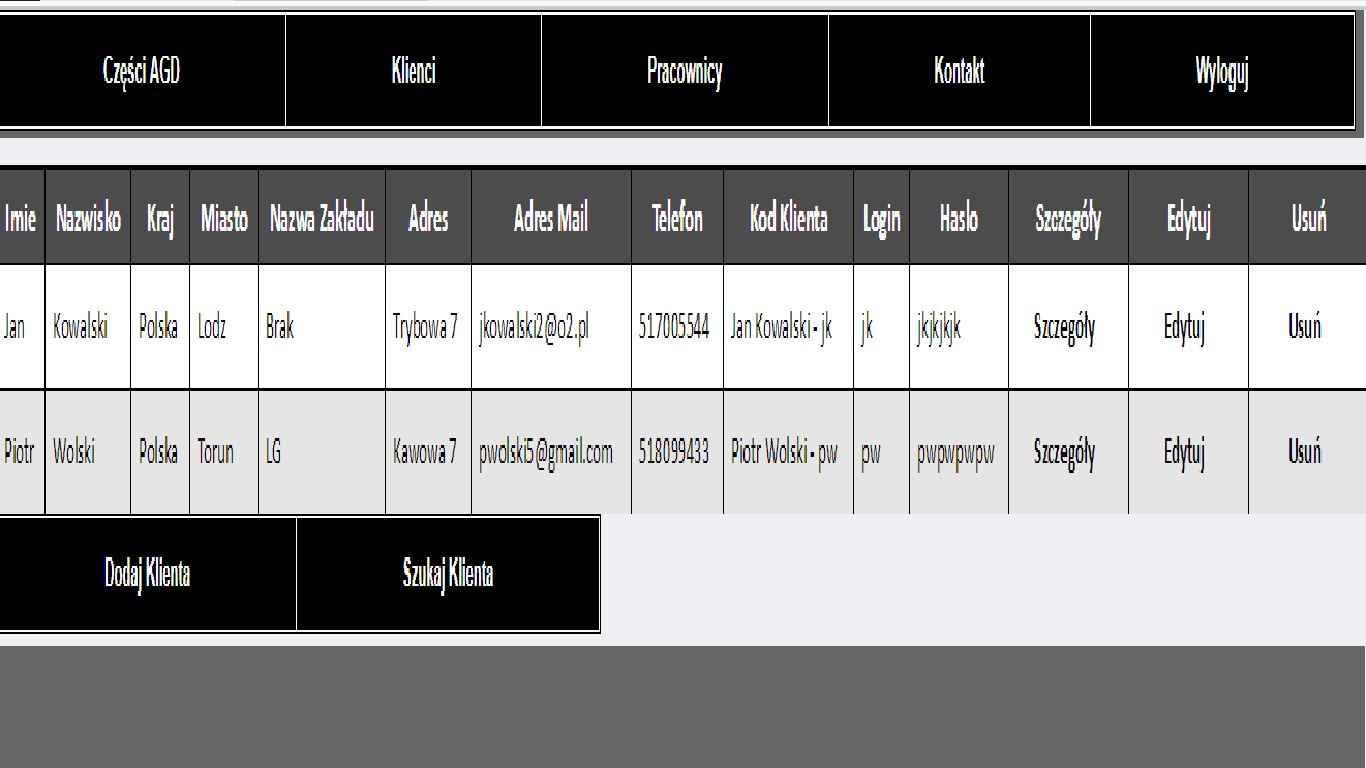 Części AGD Klienci Pracownicy Kontakt Wyloguj
Imie Nazwisko Kraj Miasto Nazwa Zakładu Adres Adres Mail Telefon Kod Klienta Login Haslo Szczegóły Edytuj Usuń
Jan Kowalski Polska Lodz Brak Trybowa 7 jkowalski2@o2.pl 517005544 Jan Kowalski - jk jk jkjkjkjk Szczegóły Edytuj Usuń
Piotr Wolski Polska Torun LG Kawowa 7 pwolski5@gmail.com 518099433 Piotr Wolski - pw pw pwpwpwpw Szczegóły Edytuj Usuń
Dodaj Klienta Szukaj Klienta